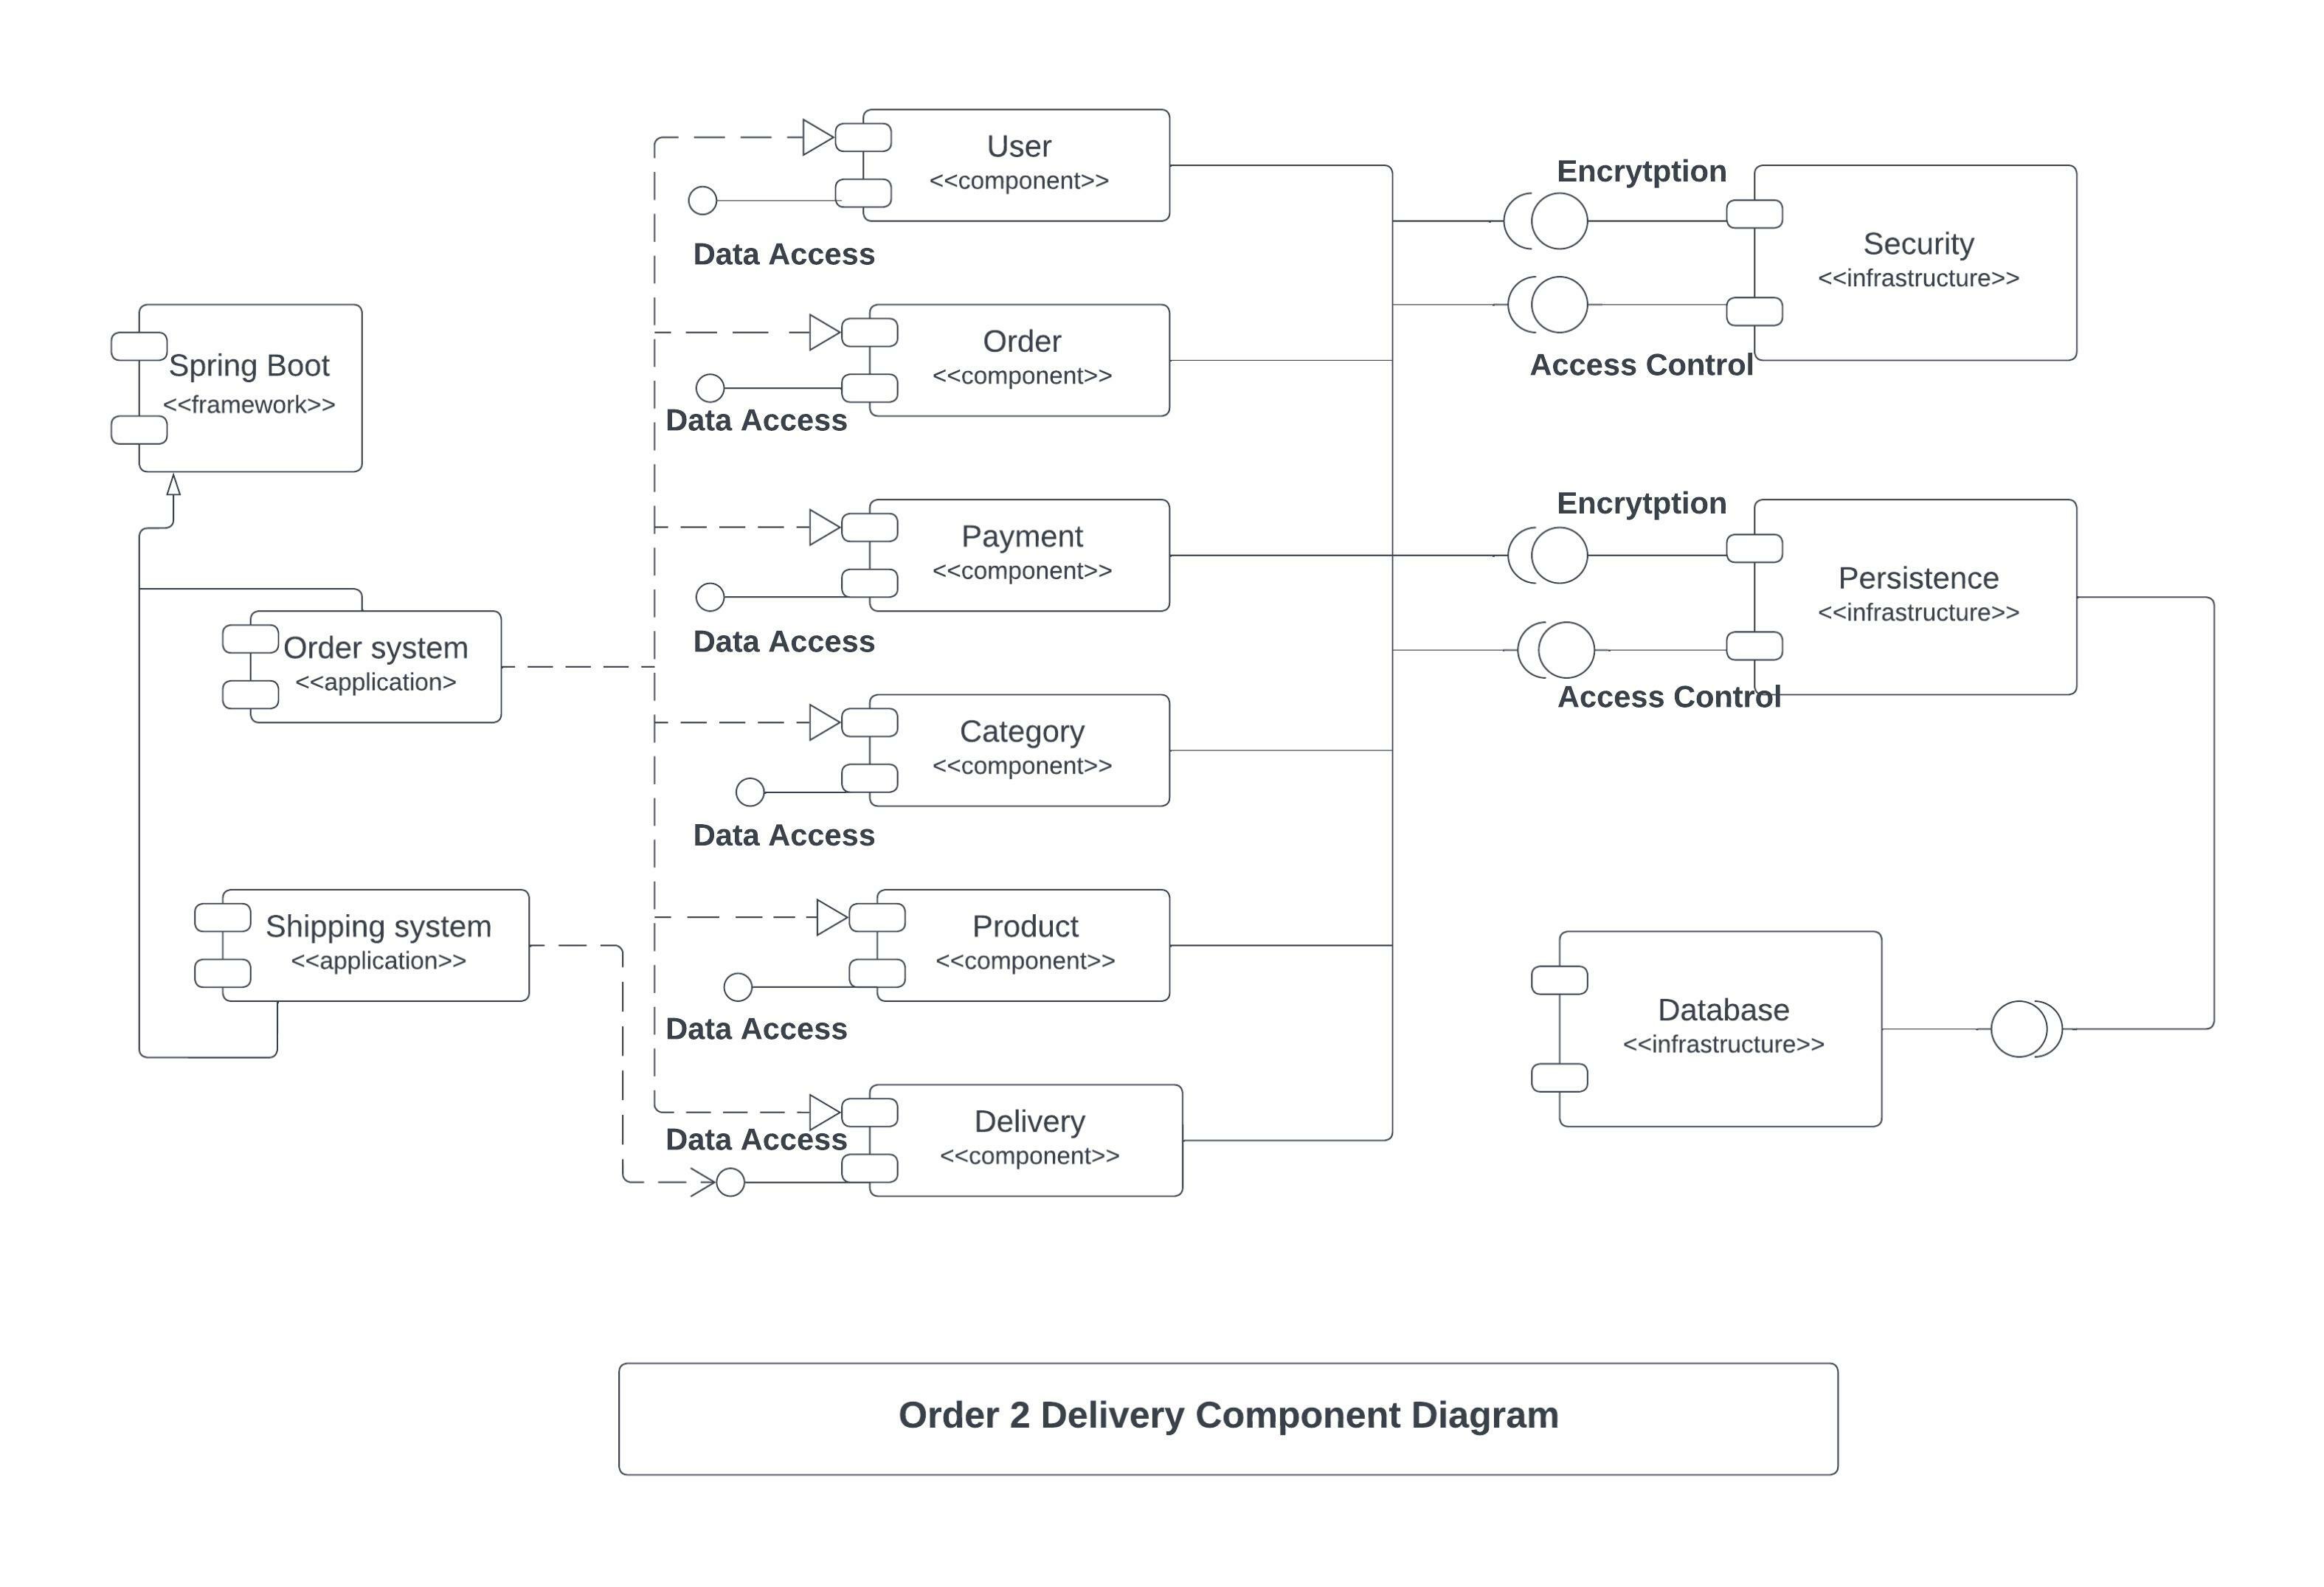 User
<<component>>
Data Access
Encrytption
Security
<<infrastructure>>
Access Control
Spring Boot
<<framework>>
Order
<<component>>
Data Access
Payment
<<component>>
Data Access
Encrytption
Persistence
<<infrastructure>>
Access Control
Order system
<<application>
Category
<<component>>
Data Access
Shipping system
<<application>>
Product
<<component>>
Data Access
Database
<<infrastructure>>
Delivery
<<component>>
Data Access
Order 2 Delivery Component Diagram